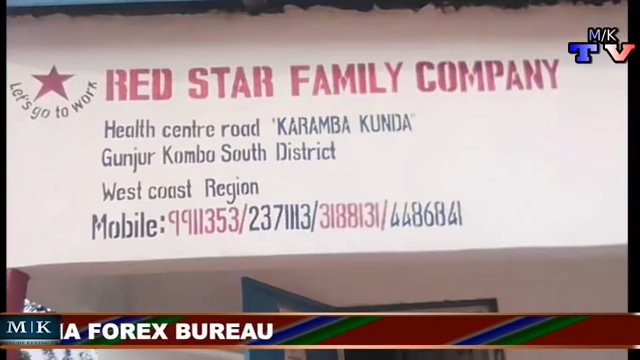 M/K
TV
Let's go to work
RED STAR FAMILY COMPANY
Health centre road "KARAMBA KUNDA"
Gunjur Kombo South District
West coast Region
Mobile: 9911353/2371113/3188131/4486841
M|K
IA FOREX BUREAU